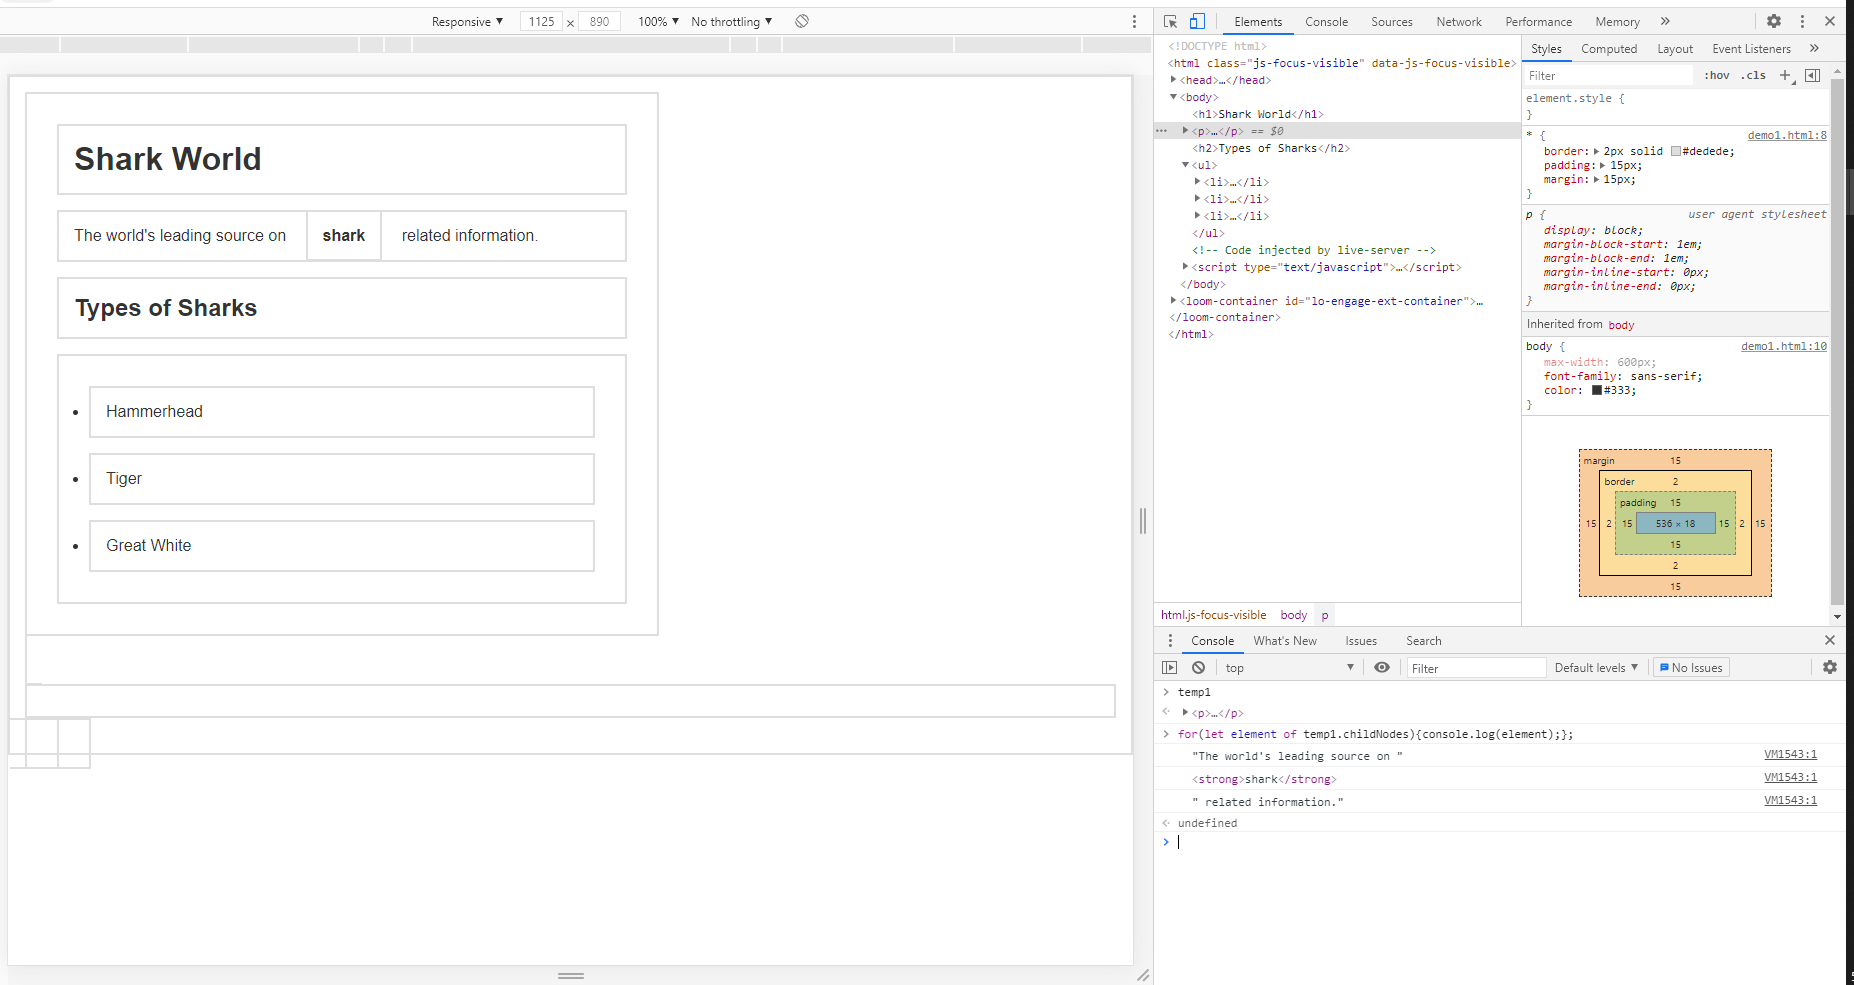 Responsive ▼ 1125 x 890 100% ▼ No throttling ▼
Shark World
The world's leading source on shark related information.
Types of Sharks
• Hammerhead
• Tiger
• Great White
Elements Console Sources Network Performance Memory »
<!DOCTYPE html>
<html class="js-focus-visible" data-js-focus-visible>
▶<head>…</head>
▼<body>
<h1>Shark World</h1>
••• ▶<p>…</p> == $0
<h2>Types of Sharks</h2>
▼<ul>
▶<li>…</li>
▶<li>…</li>
▶<li>…</li>
</ul>
<!-- Code injected by live-server -->
▶<script type="text/javascript">…</script>
</body>
▶<loom-container id="lo-engage-ext-container">…
</loom-container>
</html>
html.js-focus-visible body p
Styles Computed Layout Event Listeners »
Filter :hov .cls +
element.style {
}
* { demo1.html:8
border: ▶ 2px solid #dedede;
padding: ▶ 15px;
margin: ▶ 15px;
}
p { user agent stylesheet
display: block;
margin-block-start: 1em;
margin-block-end: 1em;
margin-inline-start: 0px;
margin-inline-end: 0px;
}
Inherited from body
body { demo1.html:10
max-width: 600px;
font-family: sans-serif;
color: #333;
}
margin 15
border 2
padding 15
15 2 15 536 × 18 15 2 15
15
2
15
Console What's New Issues Search
top ▼ Filter Default levels ▼ No Issues
> temp1
▶<p>…</p>
> for(let element of temp1.childNodes){console.log(element);};
"The world's leading source on " VM1543:1
<strong>shark</strong> VM1543:1
" related information." VM1543:1
undefined
>